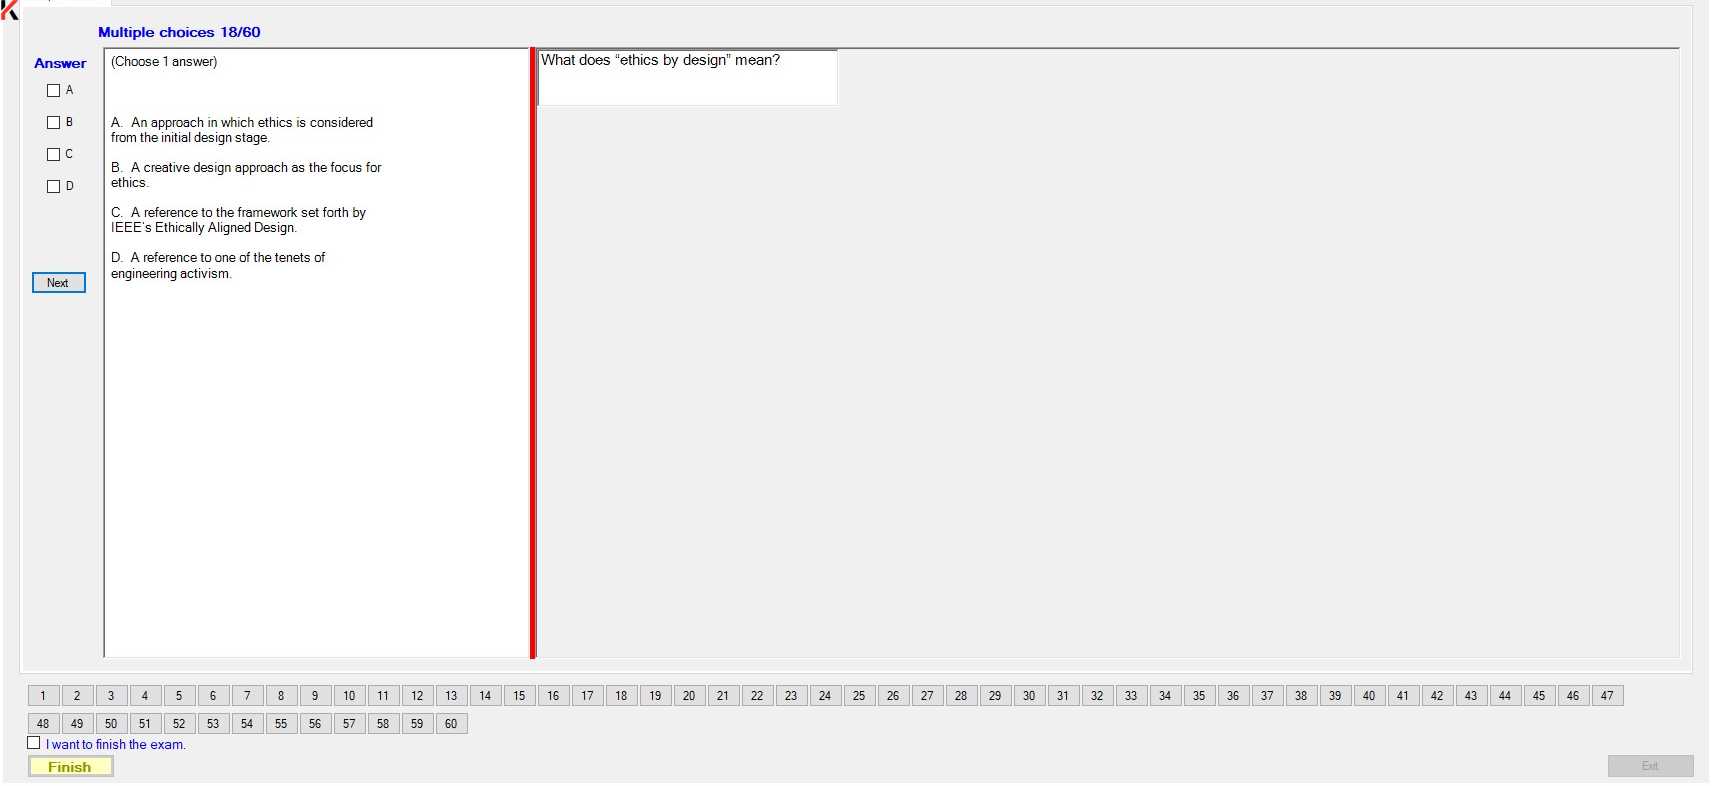 Multiple choices 18/60
Answer
A
B
C
D
Next
(Choose 1 answer)
A. An approach in which ethics is considered
from the initial design stage.
B. A creative design approach as the focus for
ethics.
C. A reference to the framework set forth by
IEEE's Ethically Aligned Design.
D. A reference to one of the tenets of
engineering activism.
What does “ethics by design” mean?
1 2 3 4 5 6 7 8 9 10 11 12 13 14 15 16 17 18 19 20 21 22 23 24 25 26 27 28 29 30 31 32 33 34 35 36 37 38 39 40 41 42 43 44 45 46 47
48 49 50 51 52 53 54 55 56 57 58 59 60
I want to finish the exam.
Finish
Exit